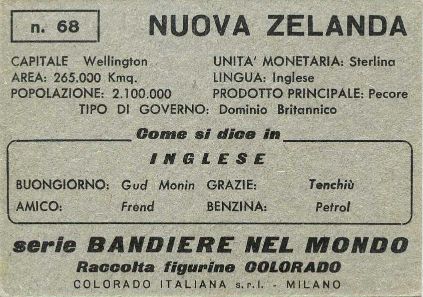 n. 68 NUOVA ZELANDA
CAPITALE Wellington UNITA' MONETARIA: Sterlina
AREA: 265.000 Kmq. LINGUA: Inglese
POPOLAZIONE: 2.100.000 PRODOTTO PRINCIPALE: Pecore
TIPO DI GOVERNO: Dominio Britannico
Come si dice in
INGLESE
BUONGIORNO: Gud Monin GRAZIE: Tenchiù
AMICO: Frend BENZINA: Petrol
serie BANDIERE NEL MONDO
Raccolta figurine COLORADO
COLORADO ITALIANA s.r.l. - MILANO